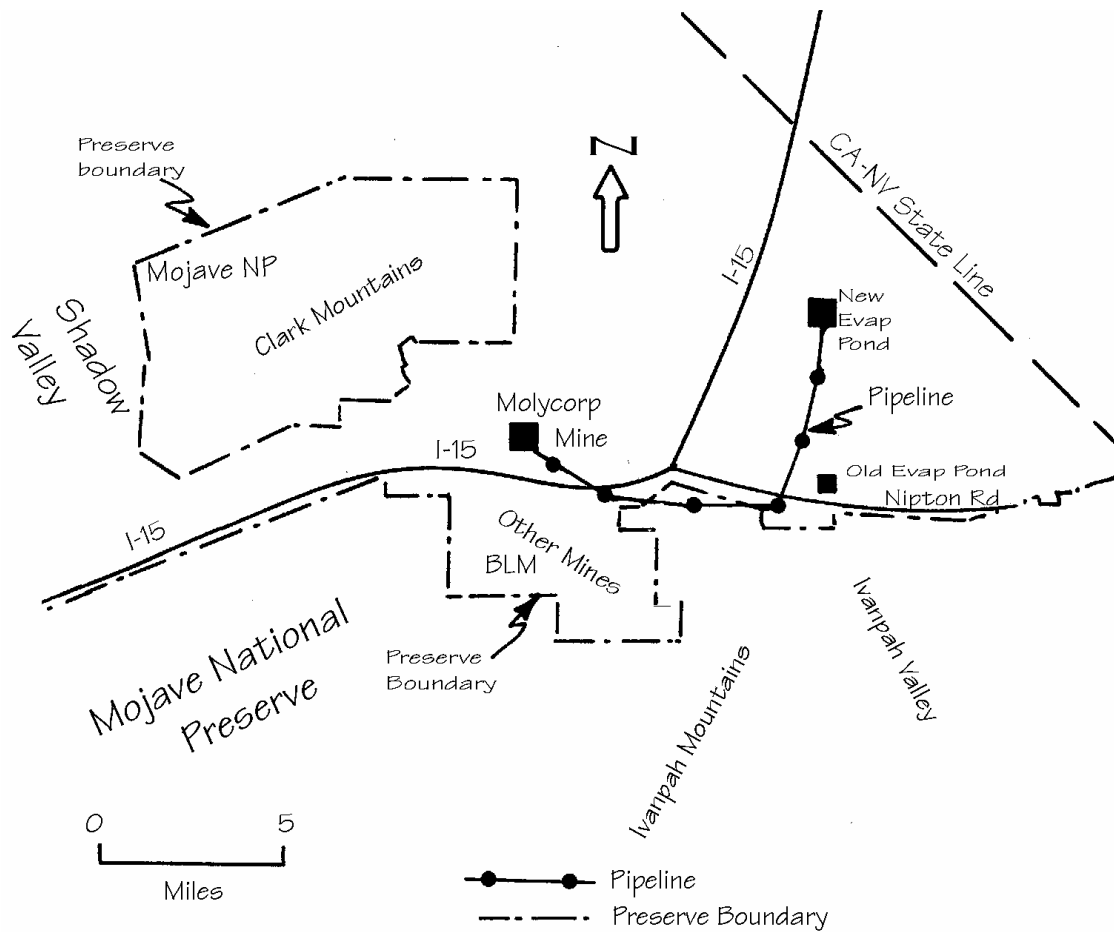 Preserve
boundary
N
CA-NV State Line
Mojave NP
I-15
Clark Mountains
Shadow
Valley
New
Evap
Pond
Pipeline
Molycorp
Mine
I-15
Old Evap Pond
Nipton Rd
I-15
Other Mines
BLM
Ivanpah Valley
Preserve
Boundary
Mojave National
Preserve
Ivanpah Mountains
0 5
Miles
Pipeline
Preserve Boundary